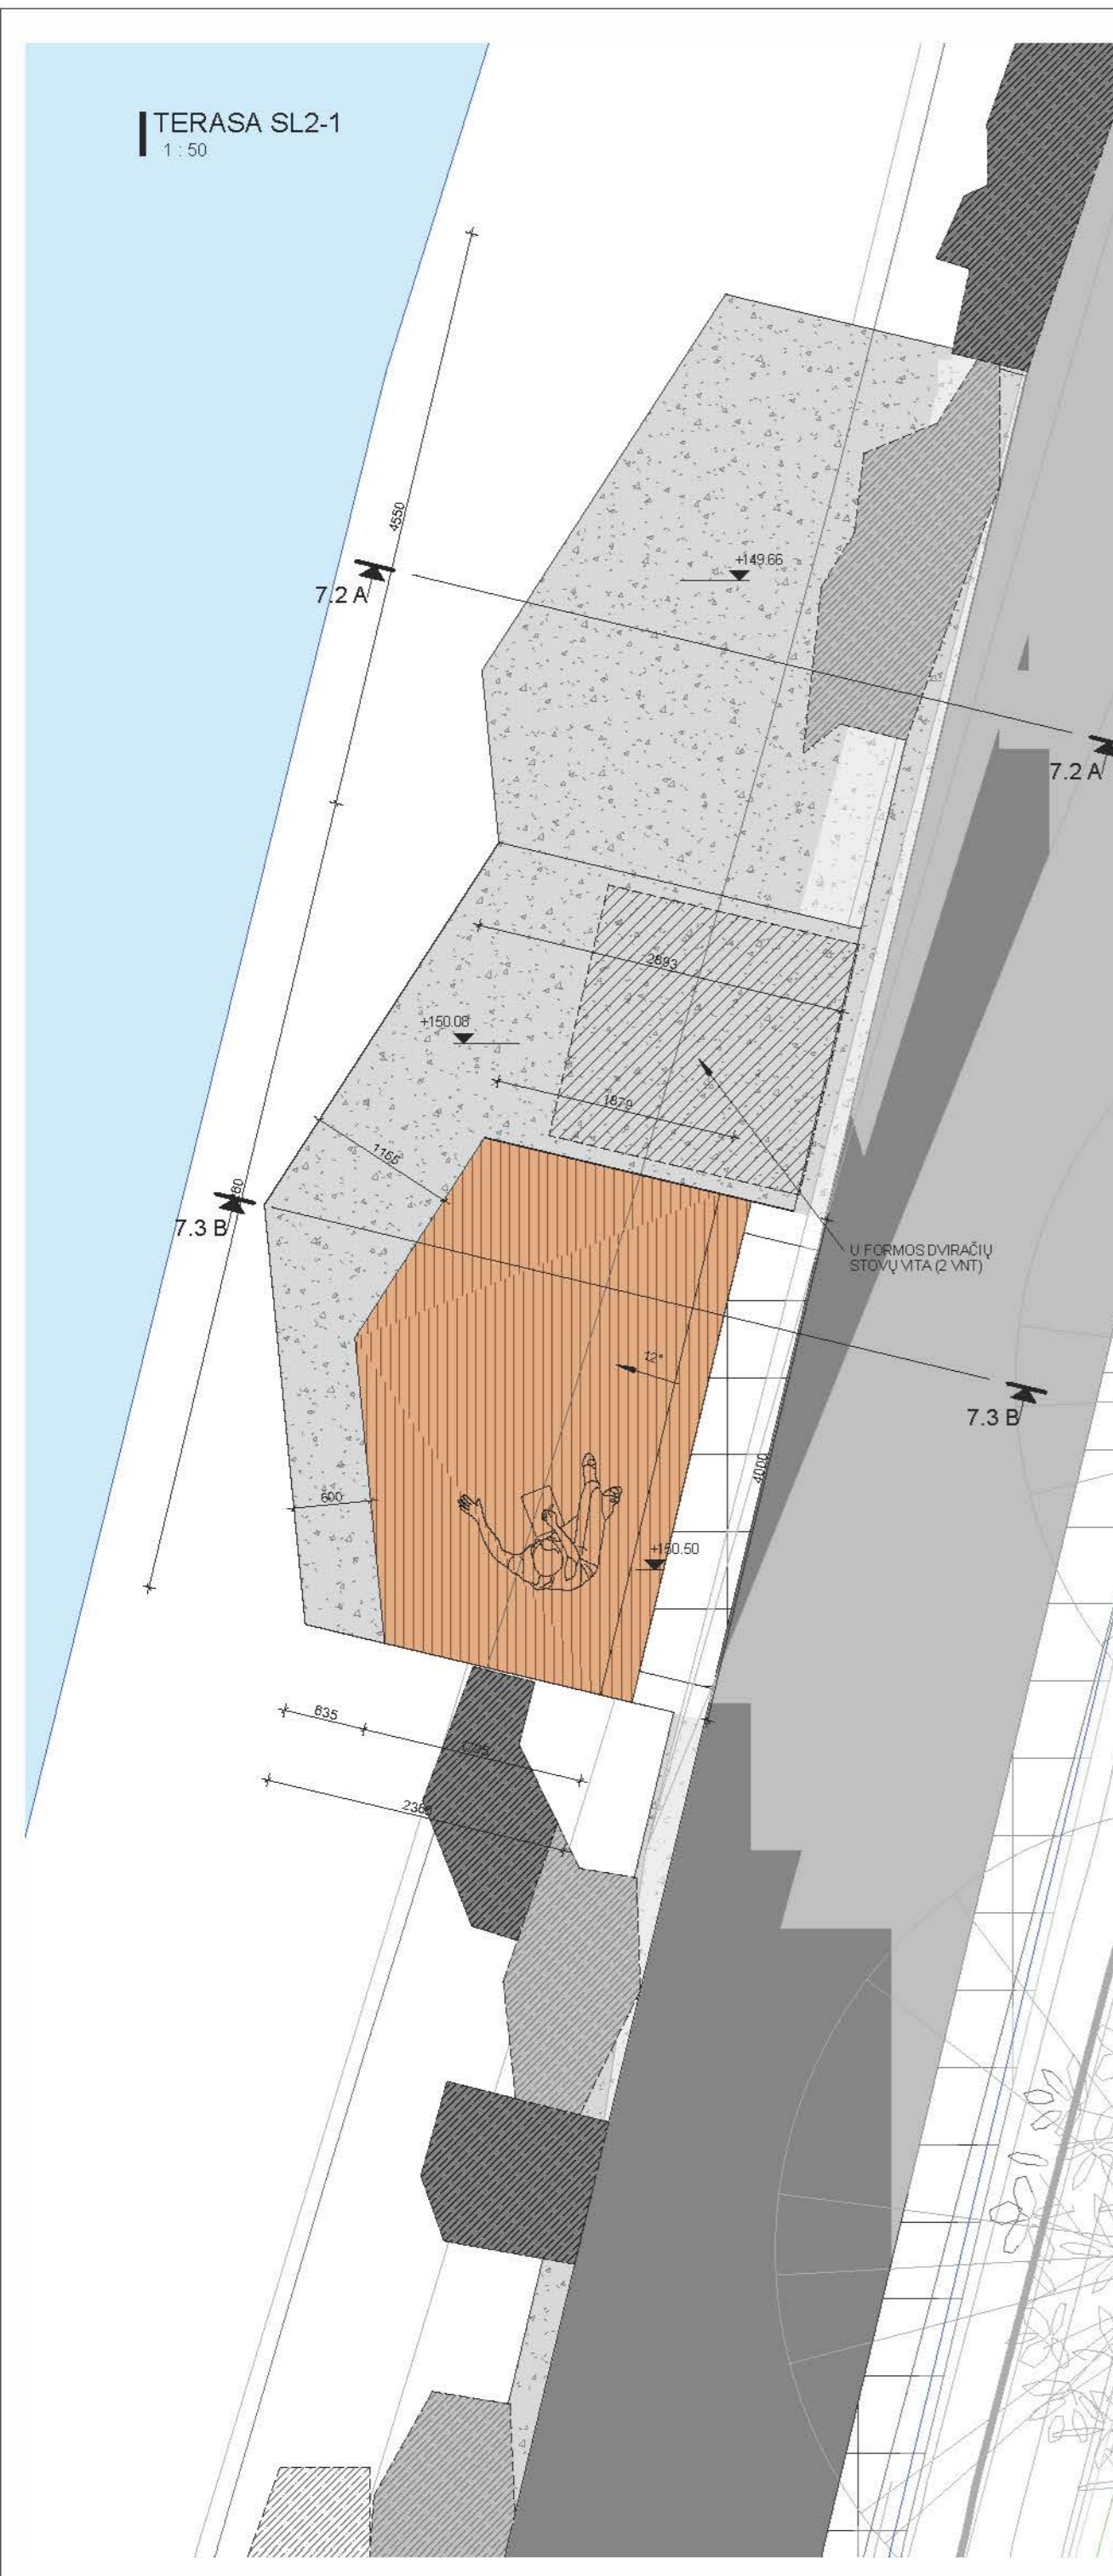 TERASA SL2-1
1 : 50
4550
+149.66
7.2 A
7.2 A
2893
+150.08
1879
1166
7.3 B
U FORMOS DVIRAČIŲ
STOVŲ VITA (2 VNT)
12°
7.3 B
4000
600
+150.50
835